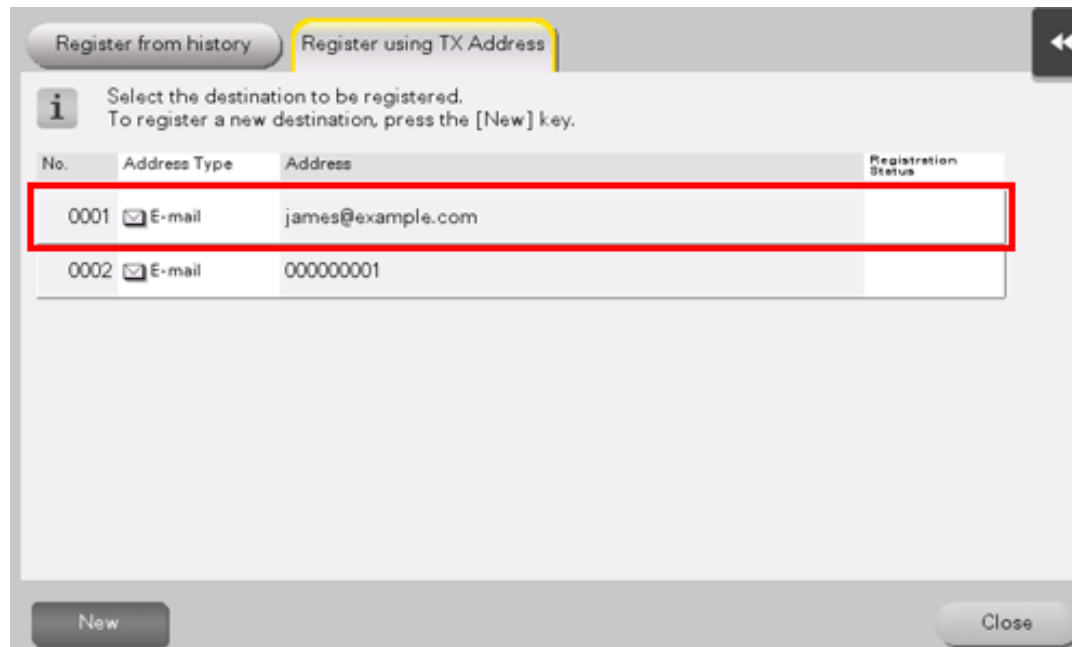 Register from history
Register using TX Address
Select the destination to be registered.
To register a new destination, press the [New] key.
No. Address Type Address Registration Status
0001 E-mail james@example.com
0002 E-mail 000000001
New
Close